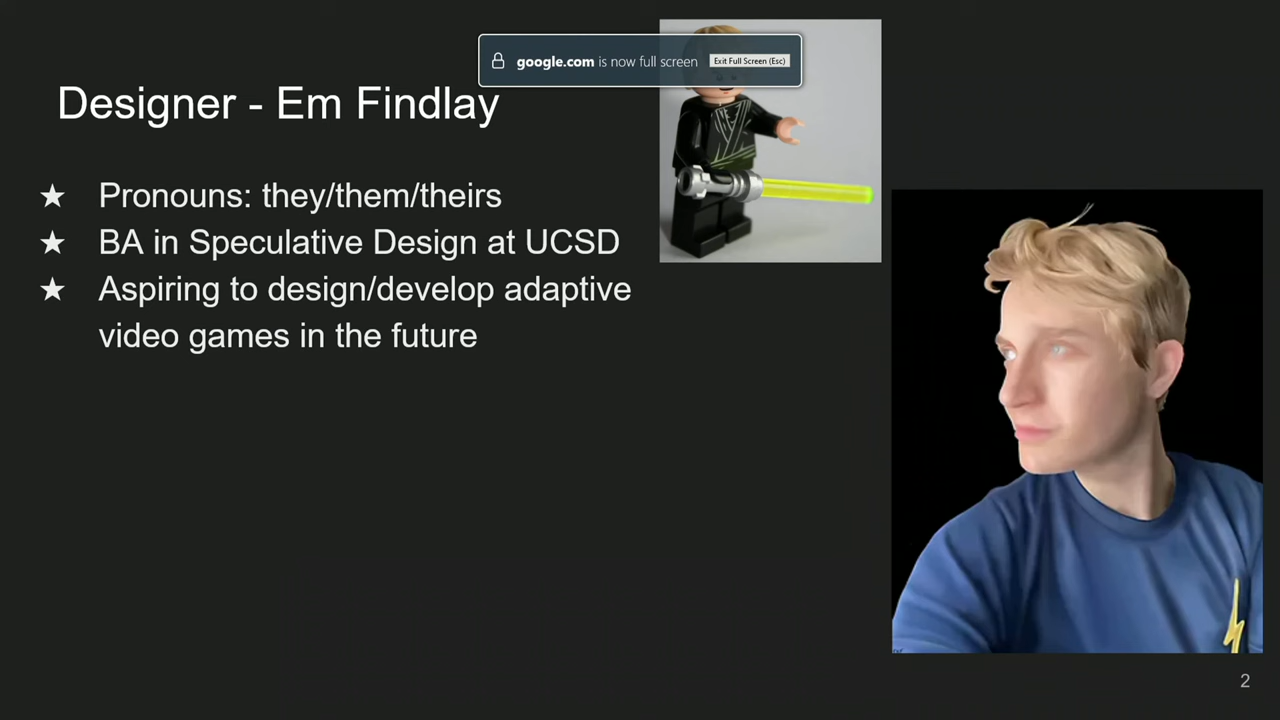 google.com is now full screen Exit Full Screen (Esc)
Designer - Em Findlay
★ Pronouns: they/them/theirs
★ BA in Speculative Design at UCSD
★ Aspiring to design/develop adaptive
video games in the future
2